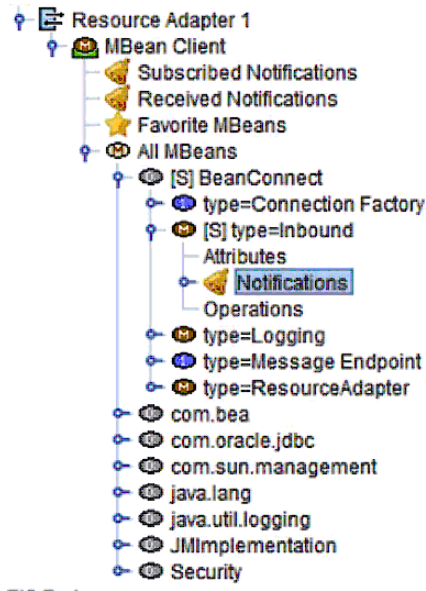 Resource Adapter 1
MBean Client
Subscribed Notifications
Received Notifications
Favorite MBeans
All MBeans
[S] BeanConnect
type=Connection Factory
[S] type=Inbound
Attributes
Notifications
Operations
type=Logging
type=Message Endpoint
type=ResourceAdapter
com.bea
com.oracle.jdbc
com.sun.management
java.lang
java.util.logging
JMImplementation
Security